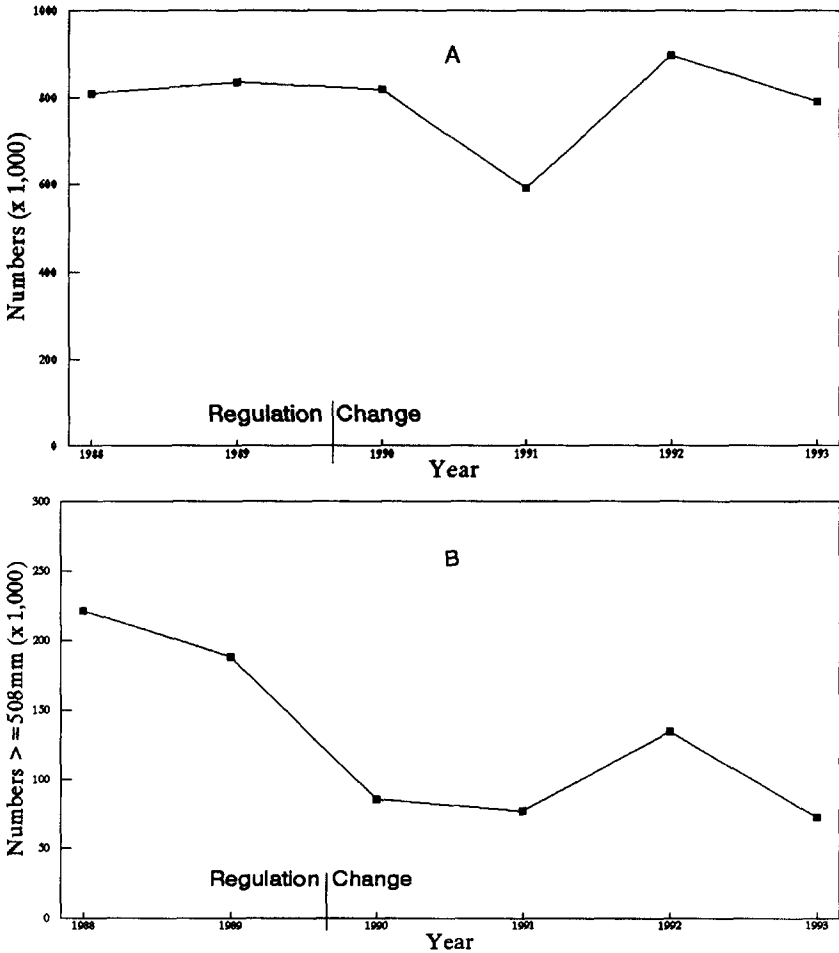 1000
A
800
600
400
200
0
Numbers (x 1,000)
Regulation Change
1988 1989 1990 1991 1992 1993
Year
300
B
250
200
150
100
50
0
Numbers > =508mm (x 1,000)
Regulation Change
1988 1989 1990 1991 1992 1993
Year